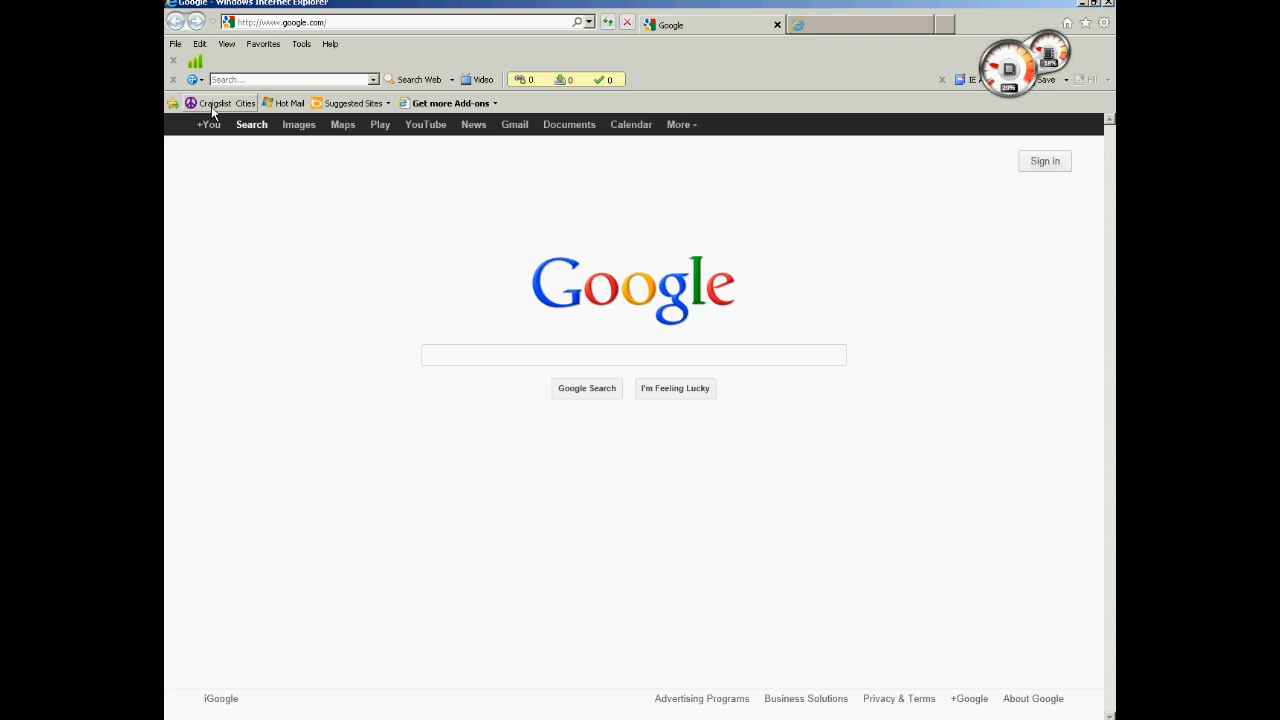 Google - Windows Internet Explorer
http://www.google.com/
Google
File Edit View Favorites Tools Help
Search... Search Web Video 0 0 0 Save Fill
18%
Craigslist Cities Hot Mail Suggested Sites Get more Add-ons
+You Search Images Maps Play YouTube News Gmail Documents Calendar More
Sign in
Google
Google Search I'm Feeling Lucky
iGoogle Advertising Programs Business Solutions Privacy & Terms +Google About Google